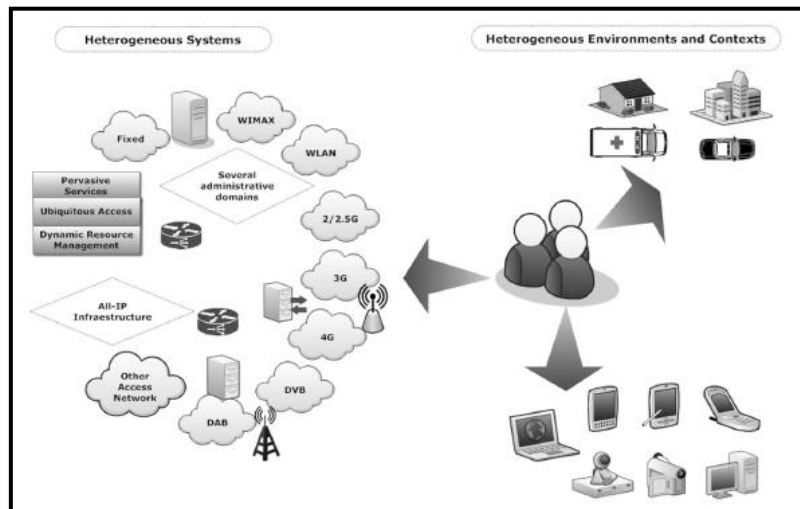 Heterogeneous Systems
Heterogeneous Environments and Contexts
Fixed
WIMAX
WLAN
Pervasive
Services
Ubiquitous Access
Dynamic Resource
Management
Several
administrative
domains
2/2.5G
3G
All-IP
Infraestructure
4G
Other
Access
Network
DVB
DAB